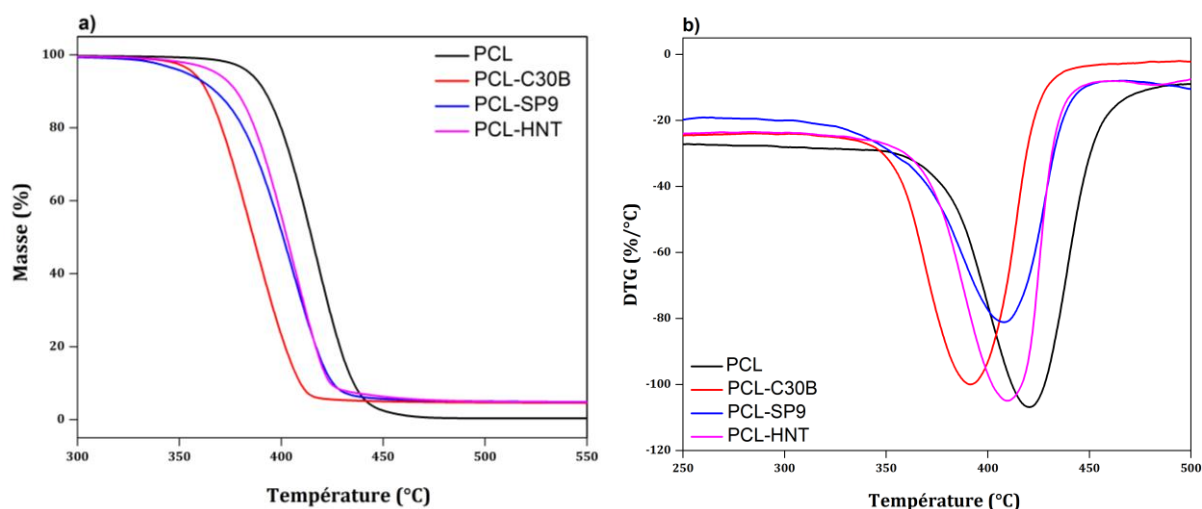 a)
100
80
60
40
20
0
Masse (%)
300
350
400
450
500
550
Température (°C)
PCL
PCL-C30B
PCL-SP9
PCL-HNT
b)
0
-20
-40
-60
-80
-100
-120
DTG (%/°C)
250
300
350
400
450
500
Température (°C)
PCL
PCL-C30B
PCL-SP9
PCL-HNT